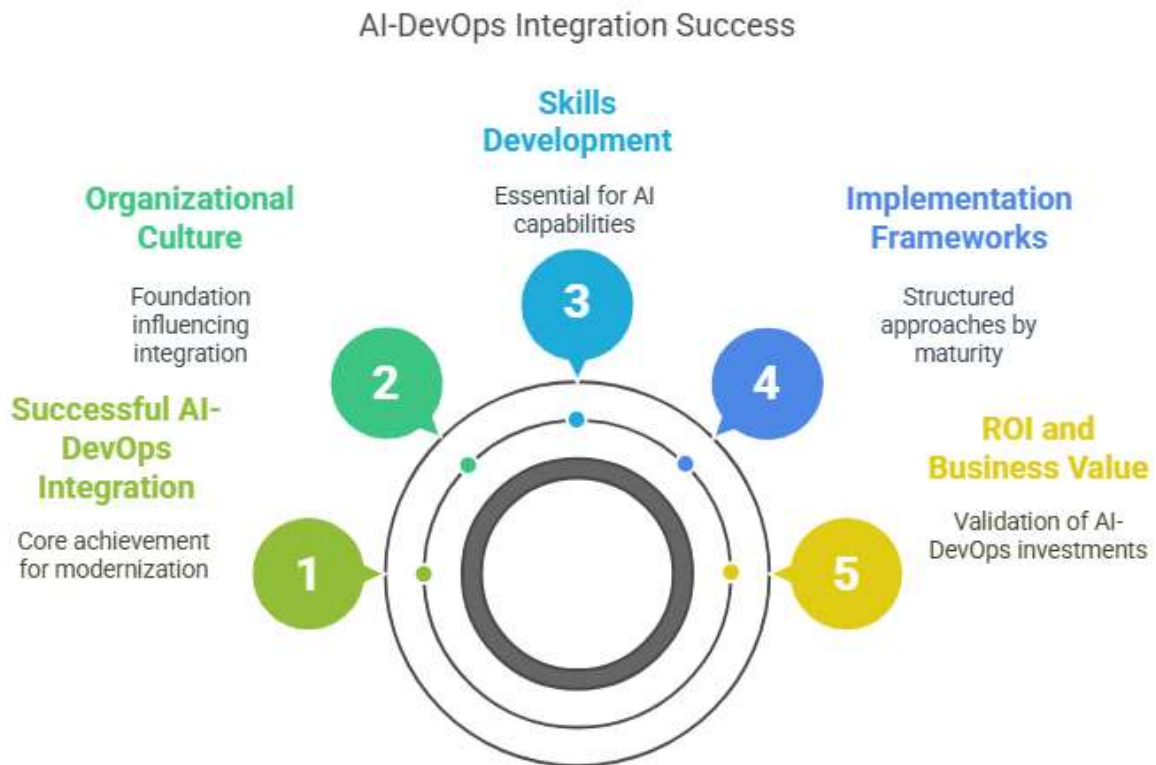 AI-DevOps Integration Success
Skills
Development
Essential for AI
capabilities
Organizational
Culture
Foundation
influencing
integration
Implementation
Frameworks
Structured
approaches by
maturity
Successful AI-
DevOps
Integration
Core achievement
for modernization
ROI and
Business Value
Validation of AI-
DevOps investments
1
2
3
4
5